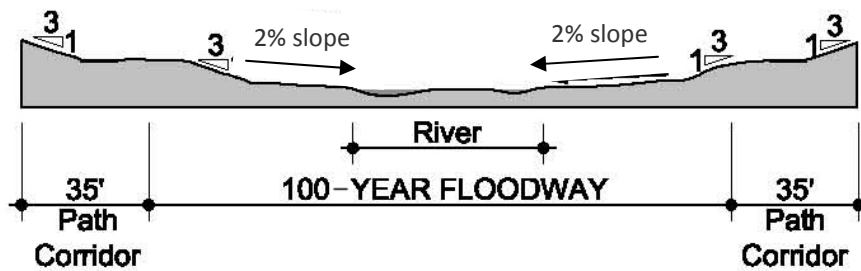 3
1
3
2% slope
2% slope
1
3
1
3
River
35'
100-YEAR FLOODWAY
35'
Path
Corridor
Path
Corridor